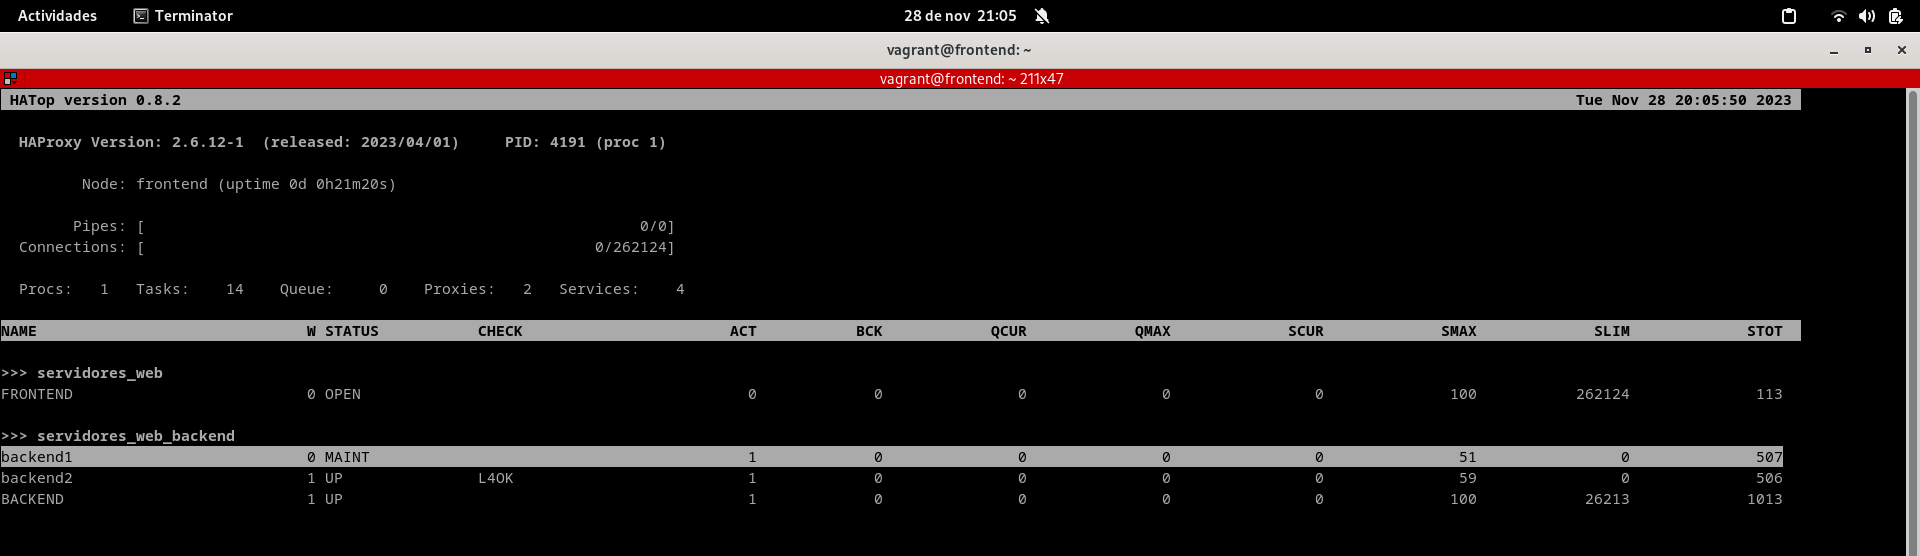 Actividades Terminator 28 de nov 21:05
vagrant@frontend: ~
vagrant@frontend: ~ 211x47
HATop version 0.8.2 Tue Nov 28 20:05:50 2023
HAProxy Version: 2.6.12-1 (released: 2023/04/01) PID: 4191 (proc 1)
Node: frontend (uptime 0d 0h21m20s)
Pipes: [ 0/0]
Connections: [ 0/262124]
Procs: 1 Tasks: 14 Queue: 0 Proxies: 2 Services: 4
NAME W STATUS CHECK ACT BCK QCUR QMAX SCUR SMAX SLIM STOT
>>> servidores_web
FRONTEND 0 OPEN 0 0 0 0 0 100 262124 113
>>> servidores_web_backend
backend1 0 MAINT 1 0 0 0 0 51 0 507
backend2 1 UP L4OK 1 0 0 0 0 59 0 506
BACKEND 1 UP 1 0 0 0 0 100 26213 1013